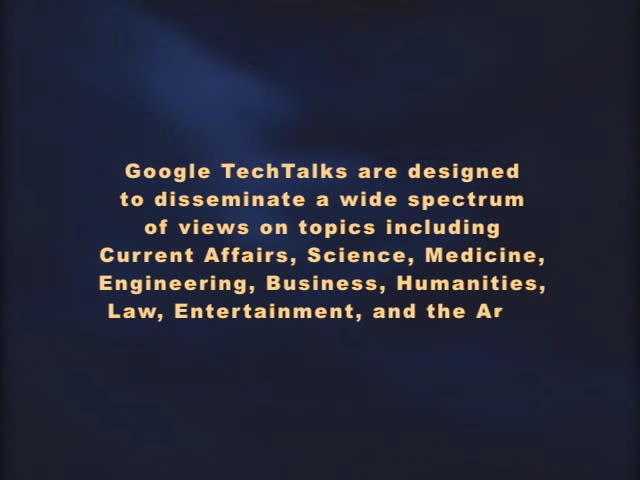 Google TechTalks are designed
to disseminate a wide spectrum
of views on topics including
Current Affairs, Science, Medicine,
Engineering, Business, Humanities,
Law, Entertainment, and the Ar